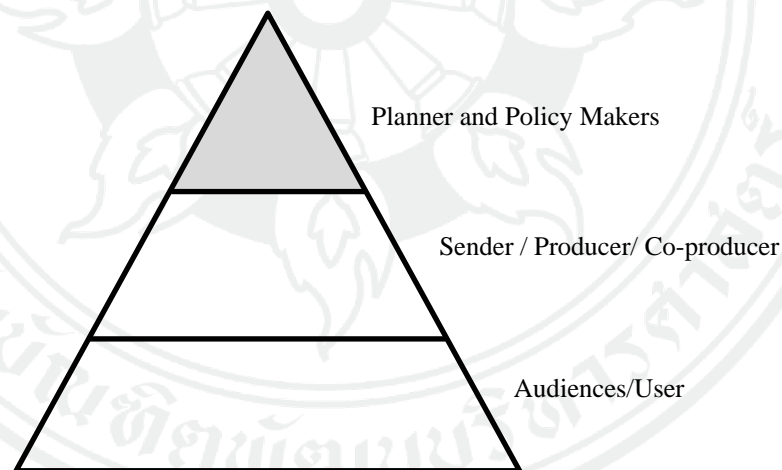 Planner and Policy Makers
Sender / Producer/ Co-producer
Audiences/User